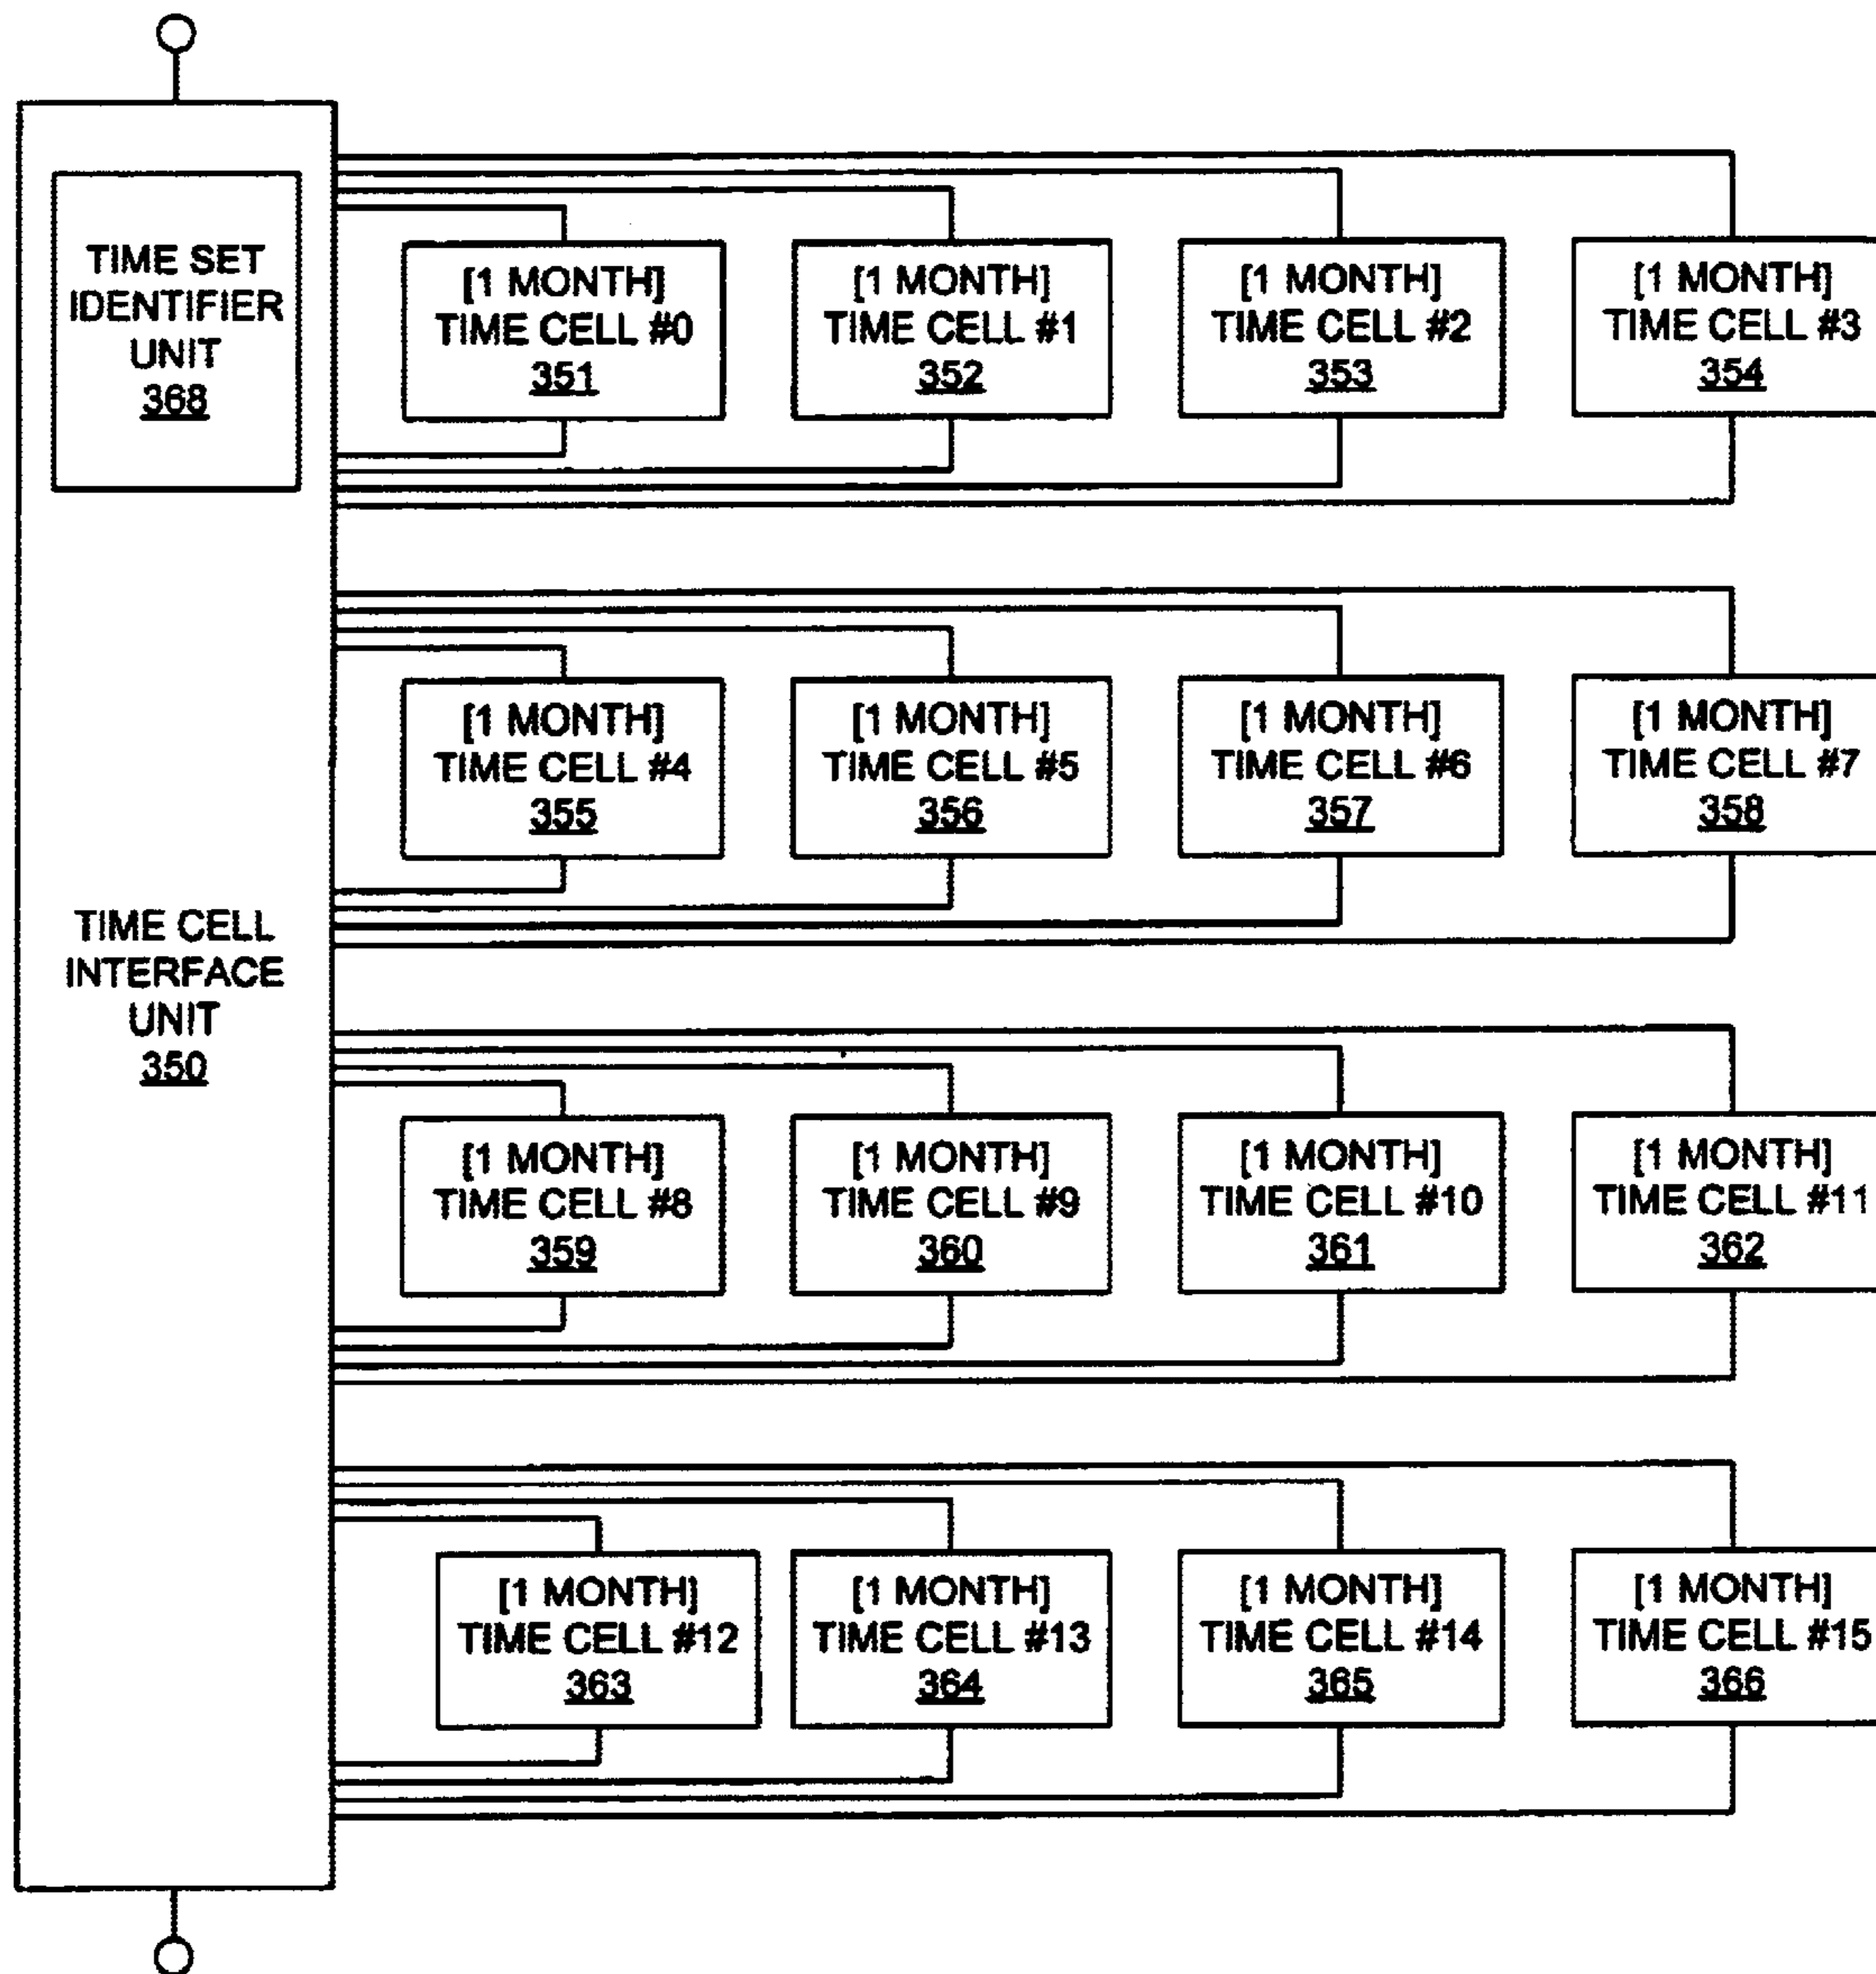 TIME SET
IDENTIFIER
UNIT
368
TIME CELL
INTERFACE
UNIT
350
[1 MONTH]
TIME CELL #0
351
[1 MONTH]
TIME CELL #1
352
[1 MONTH]
TIME CELL #2
353
[1 MONTH]
TIME CELL #3
354
[1 MONTH]
TIME CELL #4
355
[1 MONTH]
TIME CELL #5
356
[1 MONTH]
TIME CELL #6
357
[1 MONTH]
TIME CELL #7
358
[1 MONTH]
TIME CELL #8
359
[1 MONTH]
TIME CELL #9
360
[1 MONTH]
TIME CELL #10
361
[1 MONTH]
TIME CELL #11
362
[1 MONTH]
TIME CELL #12
363
[1 MONTH]
TIME CELL #13
364
[1 MONTH]
TIME CELL #14
365
[1 MONTH]
TIME CELL #15
366